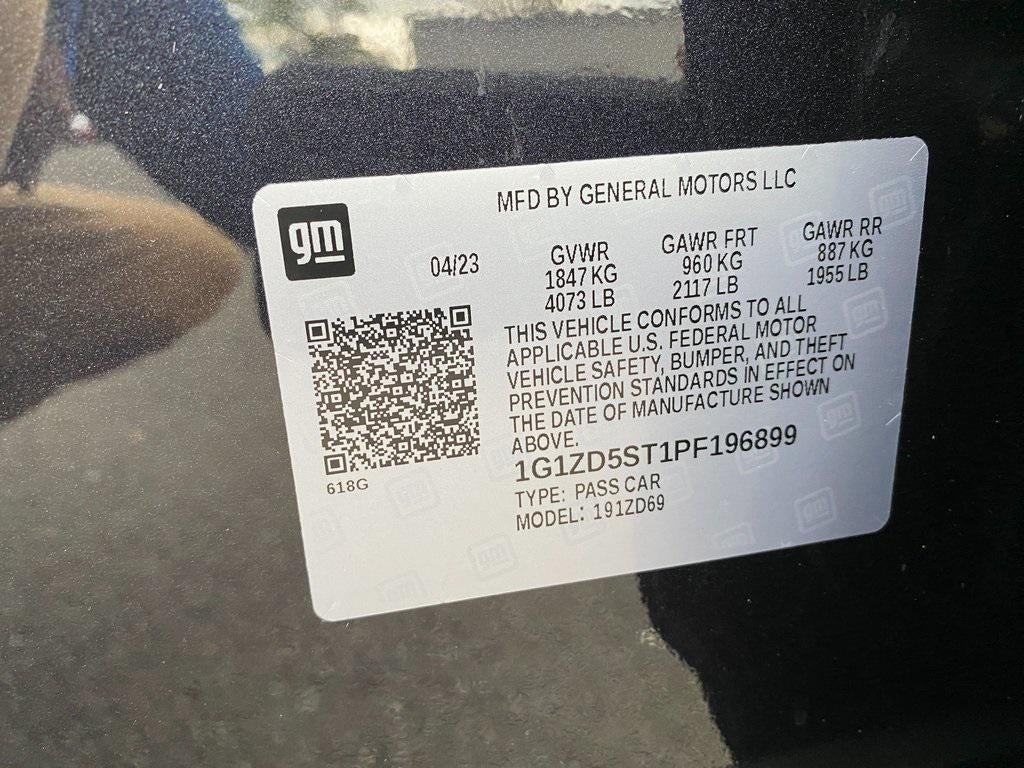 MFD BY GENERAL MOTORS LLC
gm
04/23
GVWR
1847 KG
4073 LB
GAWR FRT
960 KG
2117 LB
GAWR RR
887 KG
1955 LB
THIS VEHICLE CONFORMS TO ALL
APPLICABLE U.S. FEDERAL MOTOR
VEHICLE SAFETY, BUMPER, AND THEFT
PREVENTION STANDARDS IN EFFECT ON
THE DATE OF MANUFACTURE SHOWN
ABOVE.
618G
1G1ZD5ST1PF196899
TYPE: PASS CAR
MODEL: 191ZD69